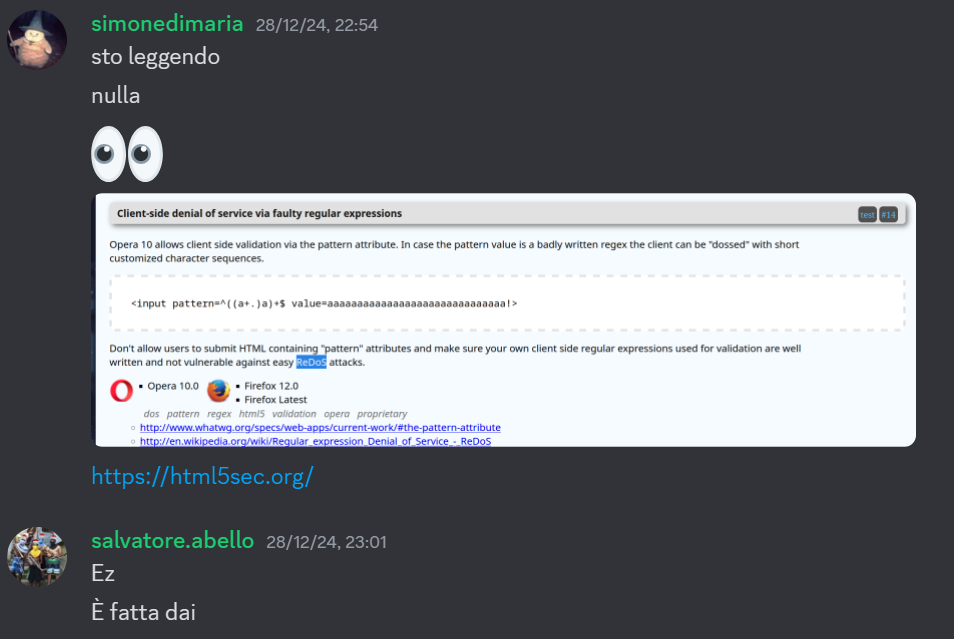 simonedimaria 28/12/24, 22:54
sto leggendo
nulla
Client-side denial of service via faulty regular expressions test #14
Opera 10 allows client side validation via the pattern attribute. In case the pattern value is a badly written regex the client can be "dossed" with short
customized character sequences.
<input pattern=^((a+.)a)+$ value=aaaaaaaaaaaaaaaaaaaaaaaaaaaaaaa!>
Don't allow users to submit HTML containing "pattern" attributes and make sure your own client side regular expressions used for validation are well
written and not vulnerable against easy ReDoS attacks.
• Opera 10.0 • Firefox 12.0
• Firefox Latest
dos pattern regex html5 validation opera proprietary
http://www.whatwg.org/specs/web-apps/current-work/#the-pattern-attribute
http://en.wikipedia.org/wiki/Regular_expression_Denial_of_Service_-_ReDoS
https://html5sec.org/
salvatore.abello 28/12/24, 23:01
Ez
È fatta dai